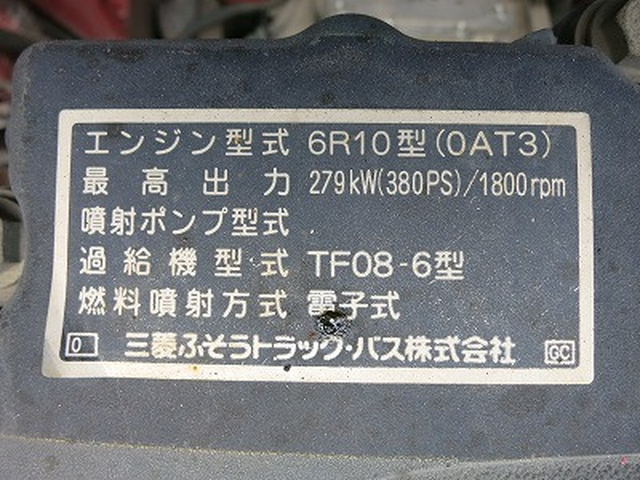 エンジン型式 6R10型(0AT3)
最高出力 279kW(380PS)/1800rpm
噴射ポンプ型式
過給機型式 TF08-6型
燃料噴射方式 電子式
0 三菱ふそうトラック・バス株式会社 GC